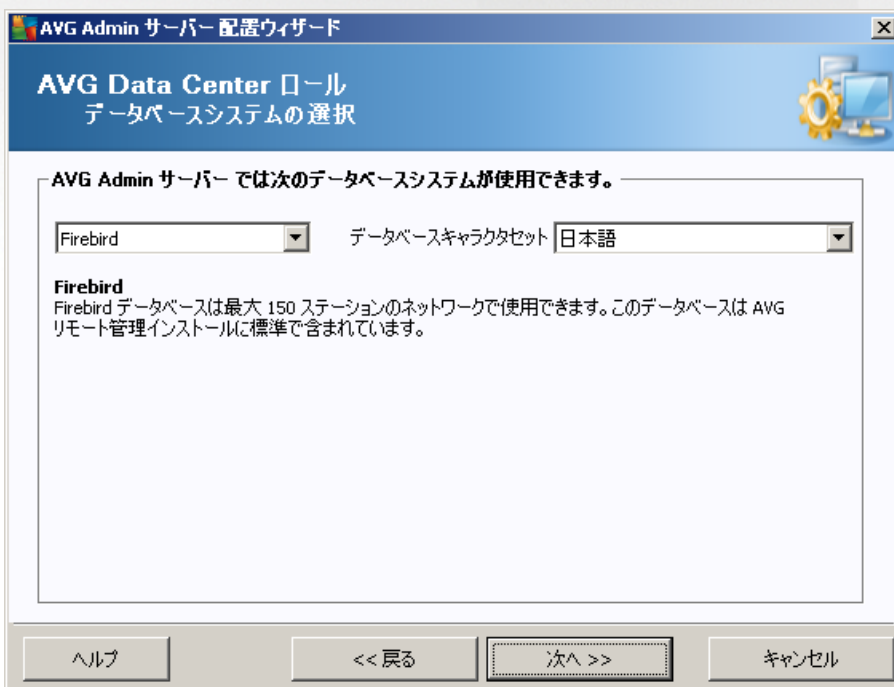 AVG Admin サーバー 配置ウィザード
AVG Data Center ロール
データベースシステムの選択
AVG Admin サーバー では次のデータベースシステムが使用できます。
Firebird データベースキャラクタセット 日本語
Firebird
Firebird データベースは最大 150 ステーションのネットワークで使用できます。このデータベースは AVG
リモート管理インストールに標準で含まれています。
ヘルプ << 戻る 次へ >> キャンセル